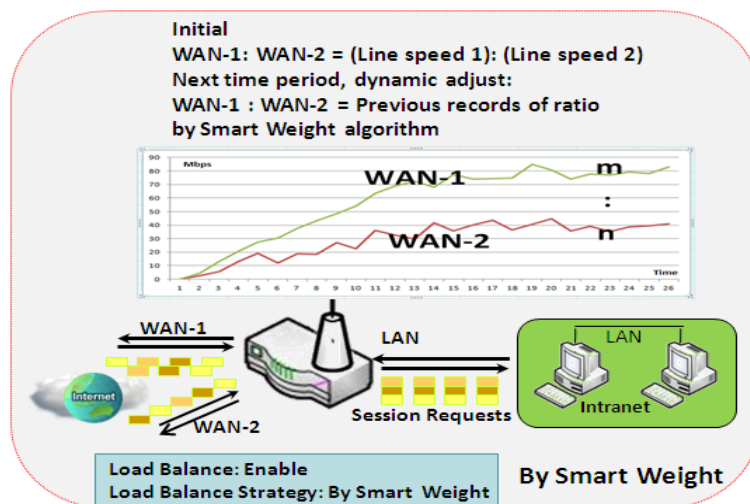 Initial
WAN-1: WAN-2 = (Line speed 1): (Line speed 2)
Next time period, dynamic adjust:
WAN-1 : WAN-2 = Previous records of ratio
by Smart Weight algorithm
90
80
70
60
50
40
30
20
10
0
Mbps
WAN-1
m
:
n
WAN-2
Time
1 2 3 4 5 6 7 8 9 10 11 12 13 14 15 16 17 18 19 20 21 22 23 24 25 26
WAN-1
LAN
LAN
Internet
Intranet
Session Requests
WAN-2
Load Balance: Enable
Load Balance Strategy: By Smart Weight
By Smart Weight